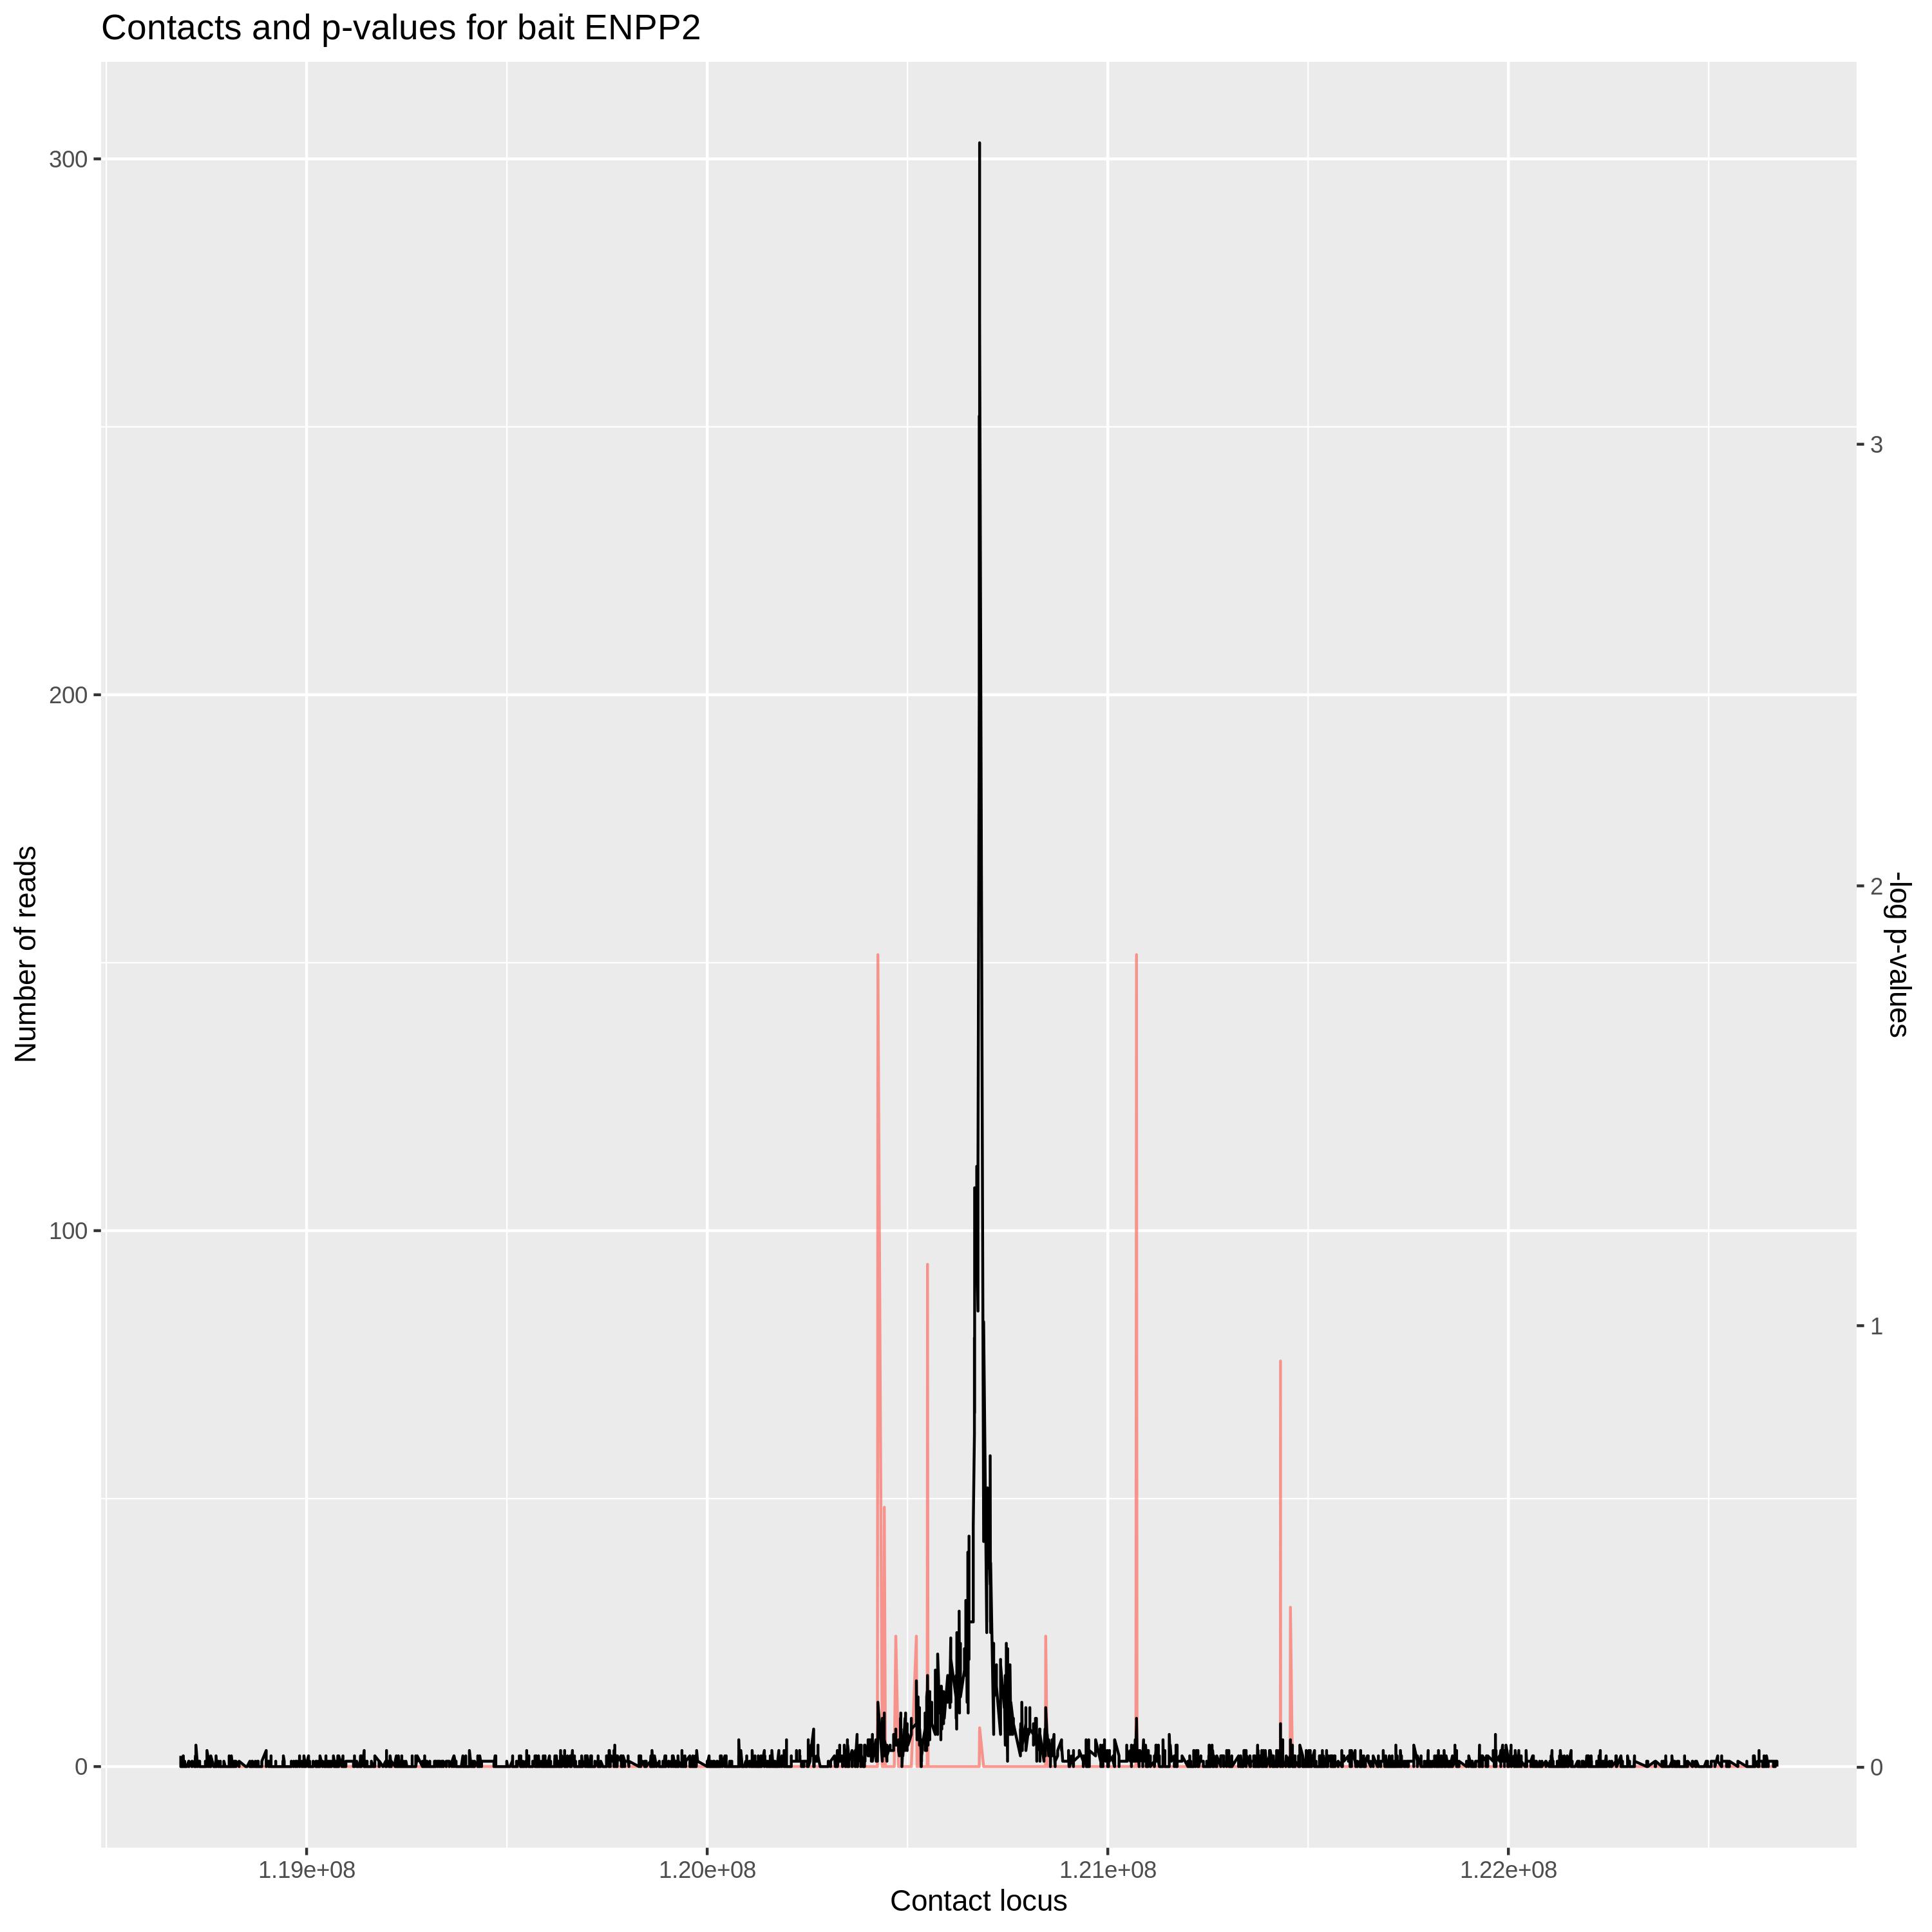 Contacts and p-values for bait ENPP2
300
200
100
0
Number of reads
3
2
1
0
-log p-values
1.19e+08
1.20e+08
1.21e+08
1.22e+08
Contact locus